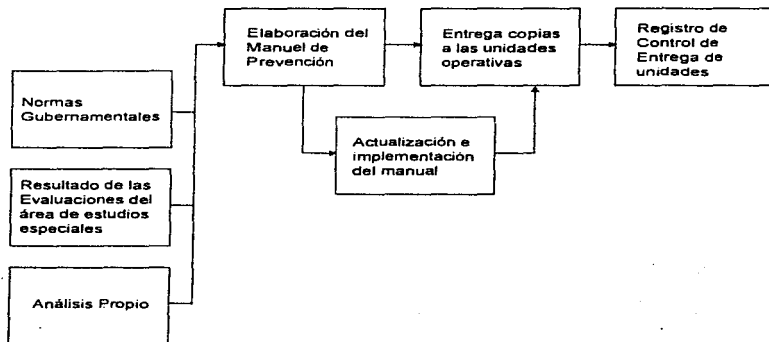 Elaboración del
Manuel de
Prevención
Entrega copias
a las unidades
operativas
Registro de
Control de
Entrega de
unidades
Normas
Gubernamentales
Actualización e
implementación
del manual
Resultado de las
Evaluaciones del
área de estudios
especiales
Análisis Propio